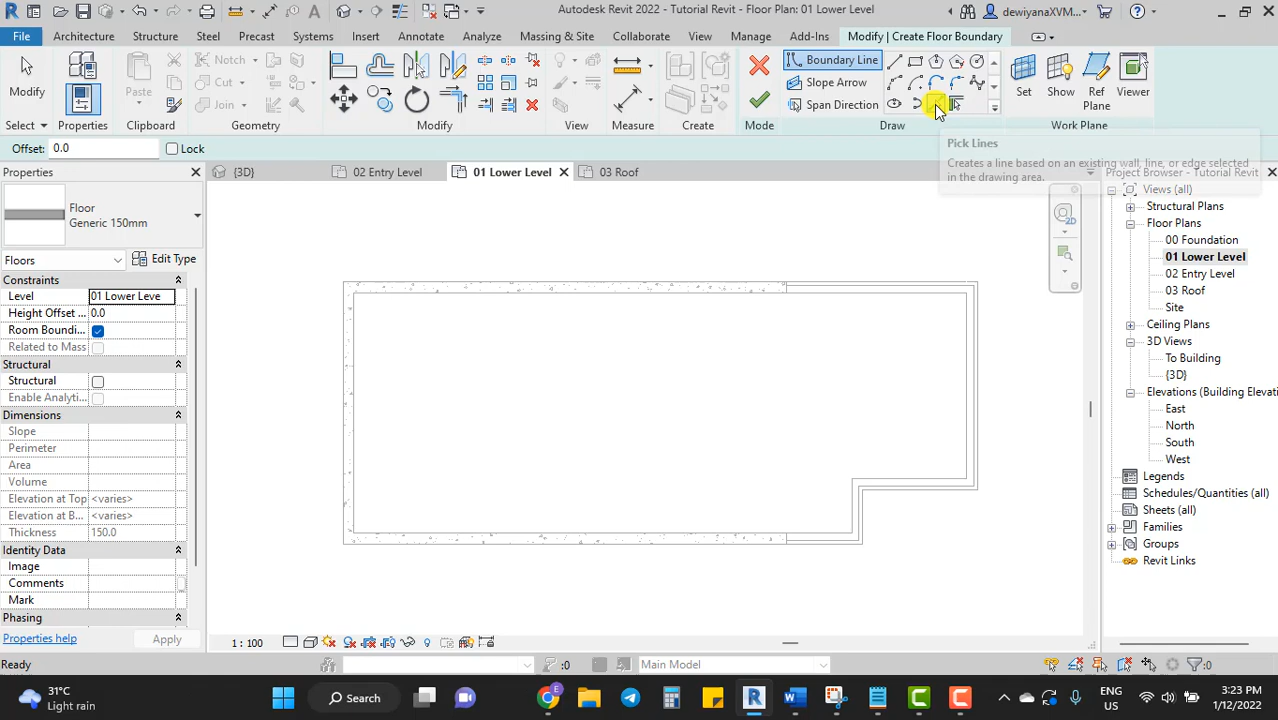 Autodesk Revit 2022 - Tutorial Revit - Floor Plan: 01 Lower Level
dewiyanaXVM...
File
Architecture
Structure
Steel
Precast
Systems
Insert
Annotate
Analyze
Massing & Site
Collaborate
View
Manage
Add-Ins
Modify | Create Floor Boundary
Modify
Properties
Paste
Notch
Cut
Join
Boundary Line
Slope Arrow
Span Direction
Set
Show
Ref
Plane
Viewer
Select
Properties
Clipboard
Geometry
Modify
View
Measure
Create
Mode
Draw
Work Plane
Offset: 0.0
Lock
Pick Lines
Creates a line based on an existing wall, line, or edge selected
in the drawing area.
Properties
{3D}
02 Entry Level
01 Lower Level
03 Roof
Project Browser - Tutorial Revit
Floor
Generic 150mm
Floors
Edit Type
Constraints
Level 01 Lower Leve
Height Offset ... 0.0
Room Boundi...
Related to Mass
Structural
Structural
Enable Analyti...
Dimensions
Slope
Perimeter
Area
Volume
Elevation at Top <varies>
Elevation at B... <varies>
Thickness 150.0
Identity Data
Image
Comments
Mark
Phasing
Properties help
Apply
2D
Views (all)
Structural Plans
Floor Plans
00 Foundation
01 Lower Level
02 Entry Level
03 Roof
Site
Ceiling Plans
3D Views
To Building
{3D}
Elevations (Building Elevati
East
North
South
West
Legends
Schedules/Quantities (all)
Sheets (all)
Families
Groups
Revit Links
1 : 100
Ready
:0
Main Model
:0
31°C
Light rain
Search
ENG
US
3:23 PM
1/12/2022